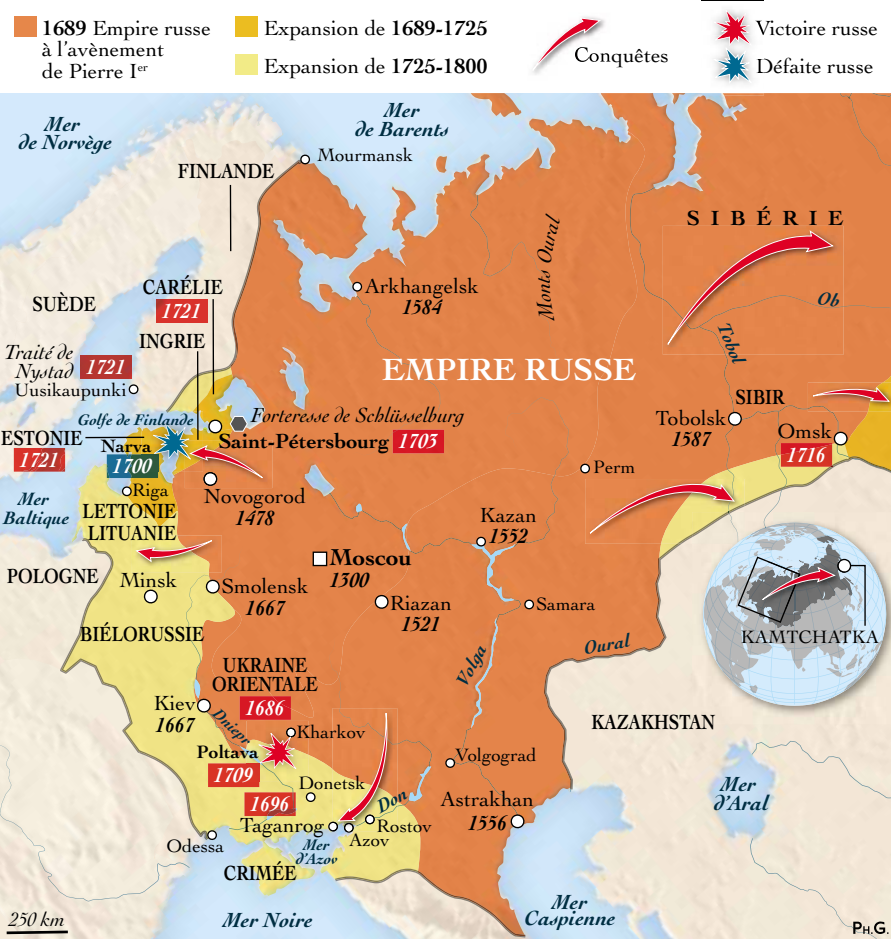 1689 Empire russe
à l'avènement
de Pierre Ier
Expansion de 1689-1725
Expansion de 1725-1800
Conquêtes
Victoire russe
Défaite russe
Mer
de Norvège
Mer
de Barents
FINLANDE
Mourmansk
SIBÉRIE
Monts Oural
CARÉLIE
1721
Arkhangelsk
1584
Ob
SUÈDE
INGRIE
Tobol
Traité de
Nystad
1721
Uusikaupunki
EMPIRE RUSSE
SIBIR
Golfe de Finlande
Forteresse de Schlüsselburg
Tobolsk
1587
ESTONIE
1721
Narva
1700
Saint-Pétersbourg 1703
Omsk
1716
Perm
Mer
Baltique
Riga
Novogorod
1478
LETTONIE
LITUANIE
Kazan
1552
POLOGNE
Moscou
1300
Minsk
Smolensk
1667
Riazan
1521
Samara
KAMTCHATKA
BIÉLORUSSIE
Oural
Volga
UKRAINE
ORIENTALE
1686
Kiev
1667
Dniepr
Kharkov
KAZAKHSTAN
Poltava
1709
Volgograd
Donetsk
1696
Don
Astrakhan
1556
Mer
d'Aral
Taganrog
Rostov
Azov
Odessa
Mer
d'Azov
CRIMÉE
Mer Noire
Mer
Caspienne
250 km
Ph.G.